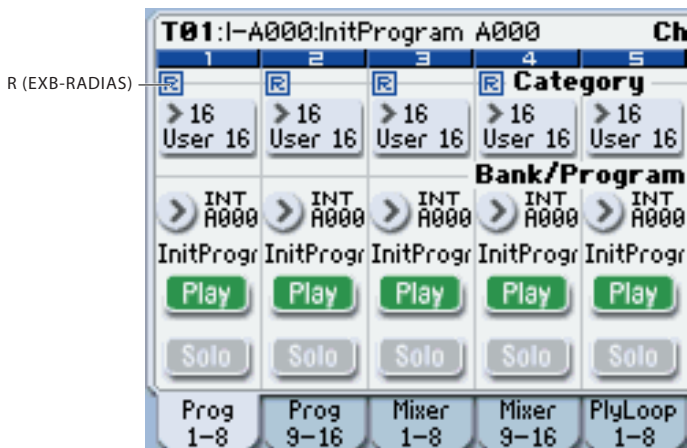 T01:I-A000:InitProgram A000 Ch
1 2 3 4 5
R (EXB-RADIAS) R R R R Category
> 16 > 16 > 16 > 16 > 16
User 16 User 16 User 16 User 16 User 16
Bank/Program
> INT > INT > INT > INT > INT
A000 A000 A000 A000 A000
InitProgr InitProgr InitProgr InitProgr InitProgr
Play Play Play Play Play
Solo Solo Solo Solo Solo
Prog Prog Mixer Mixer PlyLoop
1-8 9-16 1-8 9-16 1-8